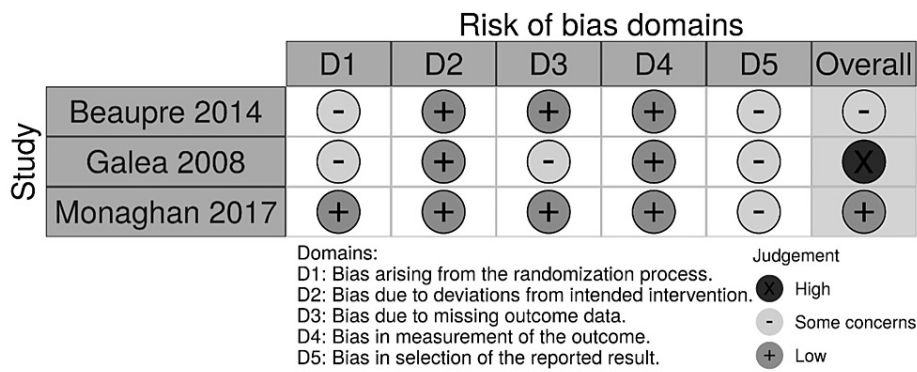 Risk of bias domains
D1 D2 D3 D4 D5 Overall
Study
Beaupre 2014 - + + + - -
Galea 2008 - + - + - X
Monaghan 2017 + + + + - +
Domains:
D1: Bias arising from the randomization process.
D2: Bias due to deviations from intended intervention.
D3: Bias due to missing outcome data.
D4: Bias in measurement of the outcome.
D5: Bias in selection of the reported result.
Judgement
X High
- Some concerns
+ Low